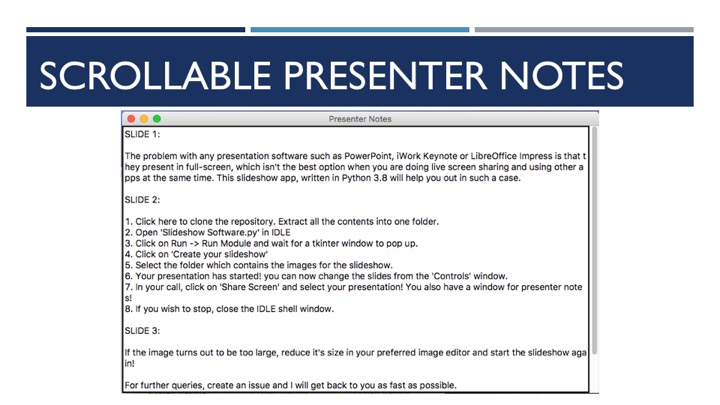 SCROLLABLE PRESENTER NOTES
Presenter Notes
SLIDE 1:
The problem with any presentation software such as PowerPoint, iWork Keynote or LibreOffice Impress is that t
hey present in full-screen, which isn't the best option when you are doing live screen sharing and using other a
pps at the same time. This slideshow app, written in Python 3.8 will help you out in such a case.
SLIDE 2:
1. Click here to clone the repository. Extract all the contents into one folder.
2. Open 'Slideshow Software.py' in IDLE
3. Click on Run -> Run Module and wait for a tkinter window to pop up.
4. Click on 'Create your slideshow'
5. Select the folder which contains the images for the slideshow.
6. Your presentation has started! you can now change the slides from the 'Controls' window.
7. In your call, click on 'Share Screen' and select your presentation! You also have a window for presenter note
s!
8. If you wish to stop, close the IDLE shell window.
SLIDE 3:
If the image turns out to be too large, reduce it's size in your preferred image editor and start the slideshow aga
in!
For further queries, create an issue and I will get back to you as fast as possible.